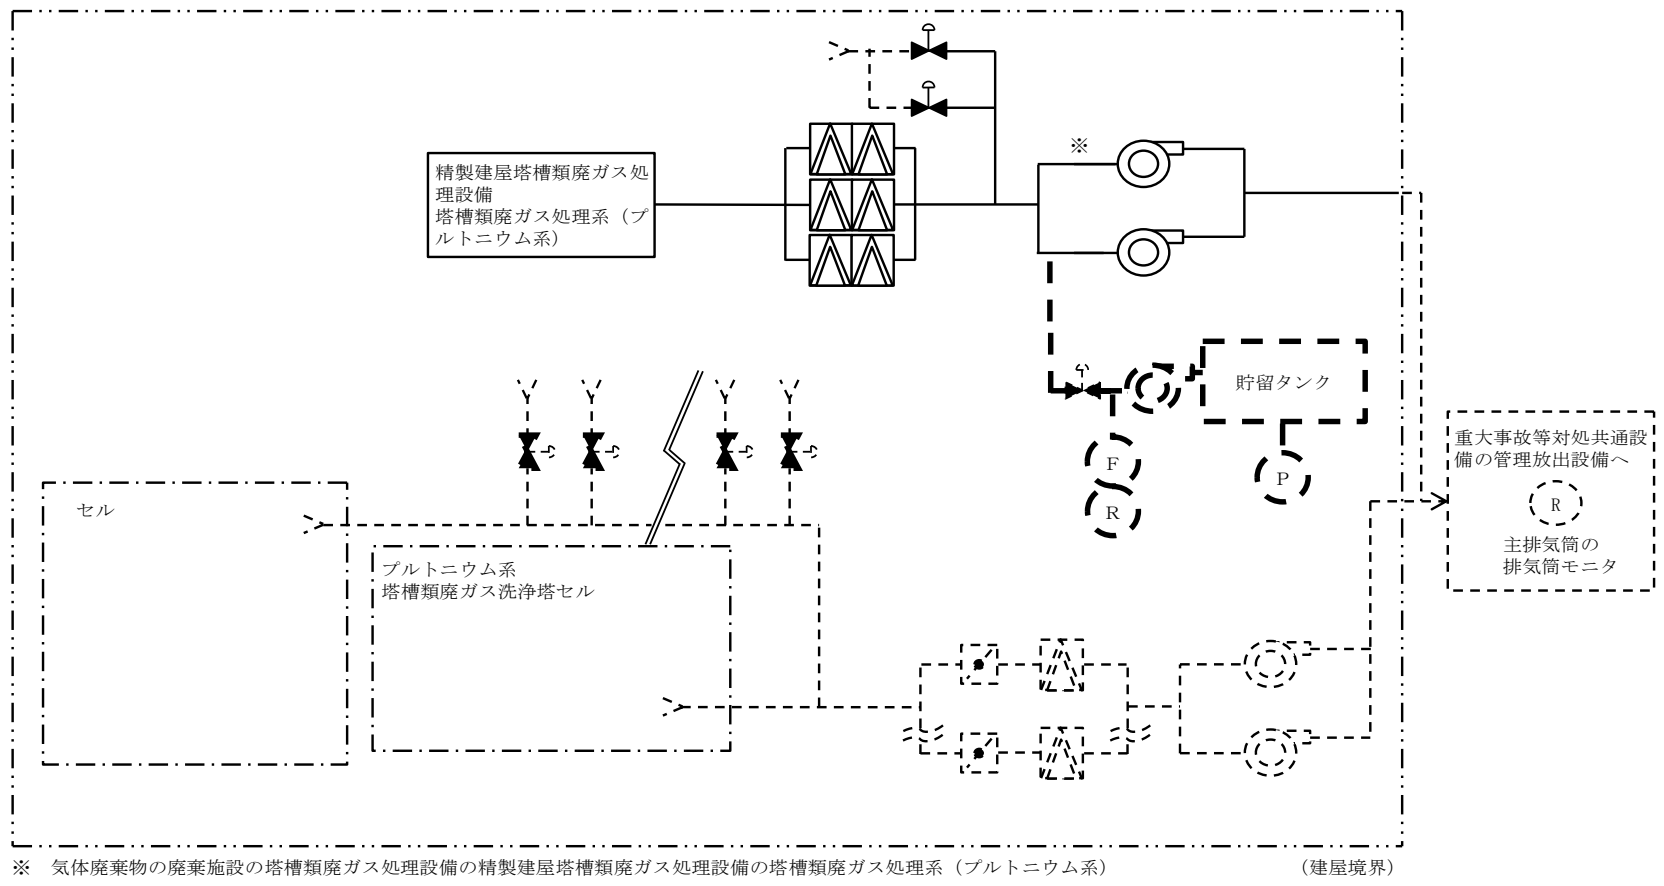 ※
精製建屋塔槽類廃ガス処
理設備
塔槽類廃ガス処理系（プ
ルトニウム系）
貯留タンク
F
R
P
重大事故等対処共通設
備の管理放出設備へ
R
主排気筒の
排気筒モニタ
セル
プルトニウム系
塔槽類廃ガス洗浄塔セル
※　気体廃棄物の廃棄施設の塔槽類廃ガス処理設備の精製建屋塔槽類廃ガス処理設備の塔槽類廃ガス処理系（プルトニウム系）
（建屋境界）